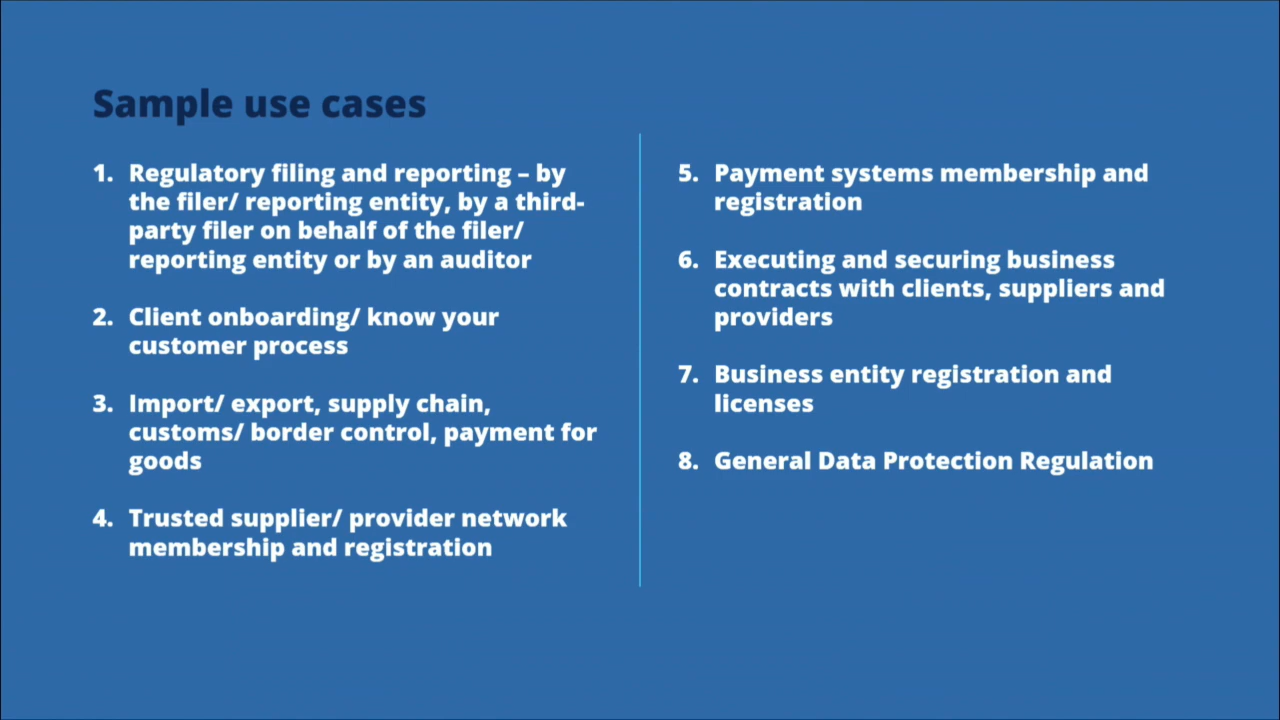 Sample use cases
1. Regulatory filing and reporting – by
the filer/ reporting entity, by a third-
party filer on behalf of the filer/
reporting entity or by an auditor
2. Client onboarding/ know your
customer process
3. Import/ export, supply chain,
customs/ border control, payment for
goods
4. Trusted supplier/ provider network
membership and registration
5. Payment systems membership and
registration
6. Executing and securing business
contracts with clients, suppliers and
providers
7. Business entity registration and
licenses
8. General Data Protection Regulation